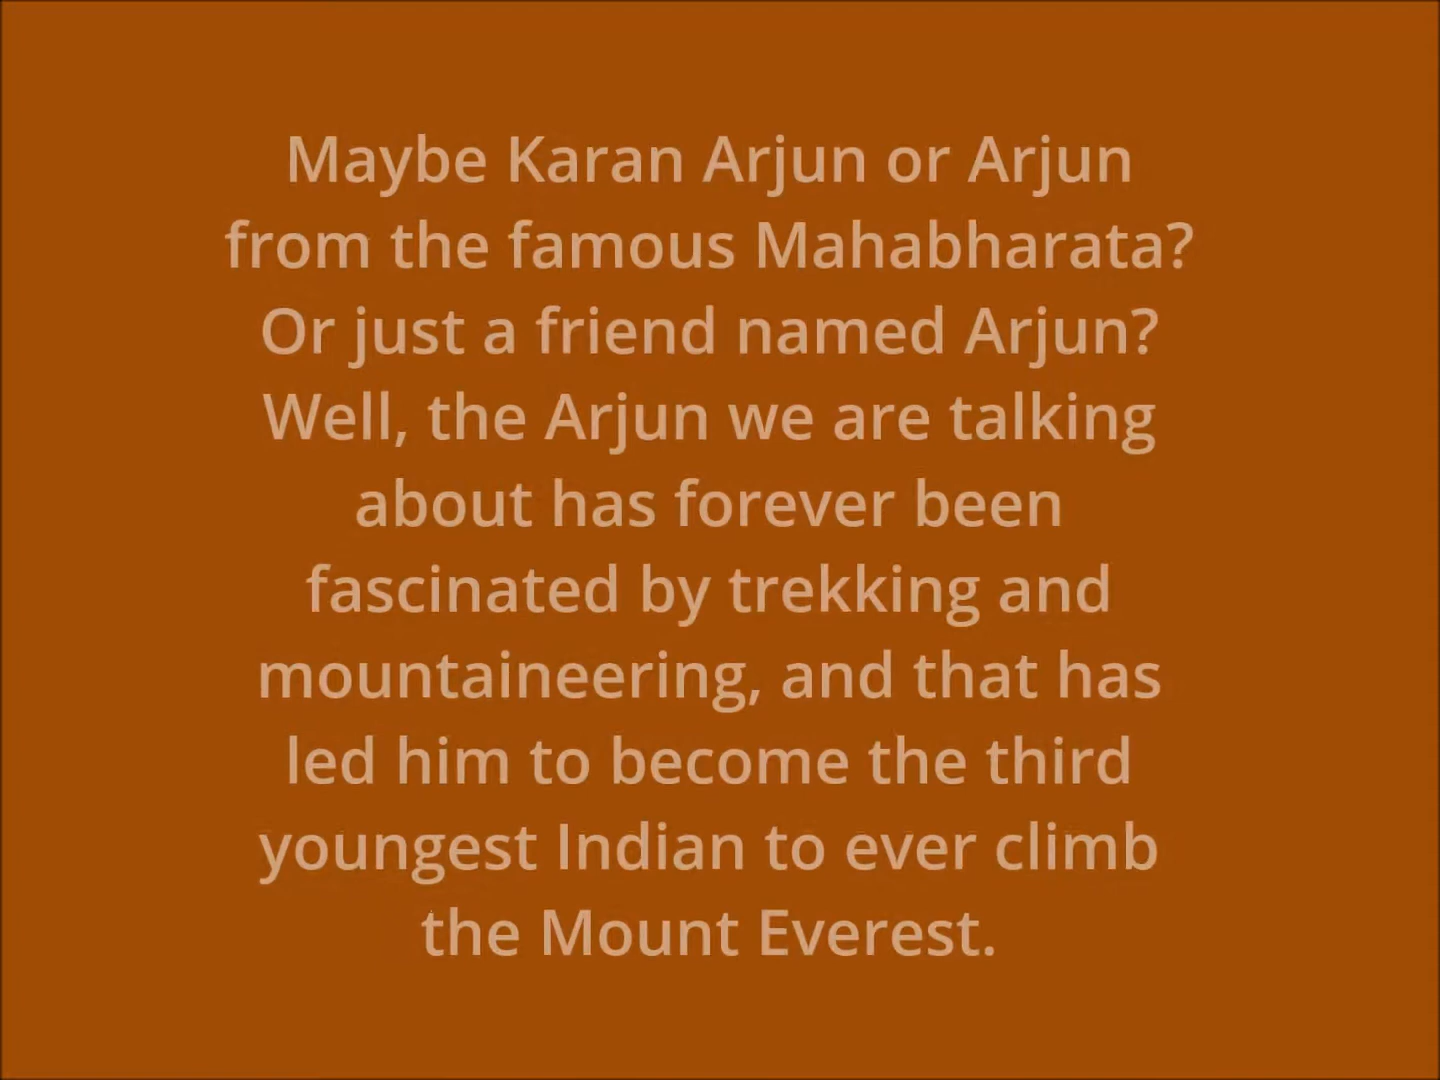 Maybe Karan Arjun or Arjun
from the famous Mahabharata?
Or just a friend named Arjun?
Well, the Arjun we are talking
about has forever been
fascinated by trekking and
mountaineering, and that has
led him to become the third
youngest Indian to ever climb
the Mount Everest.